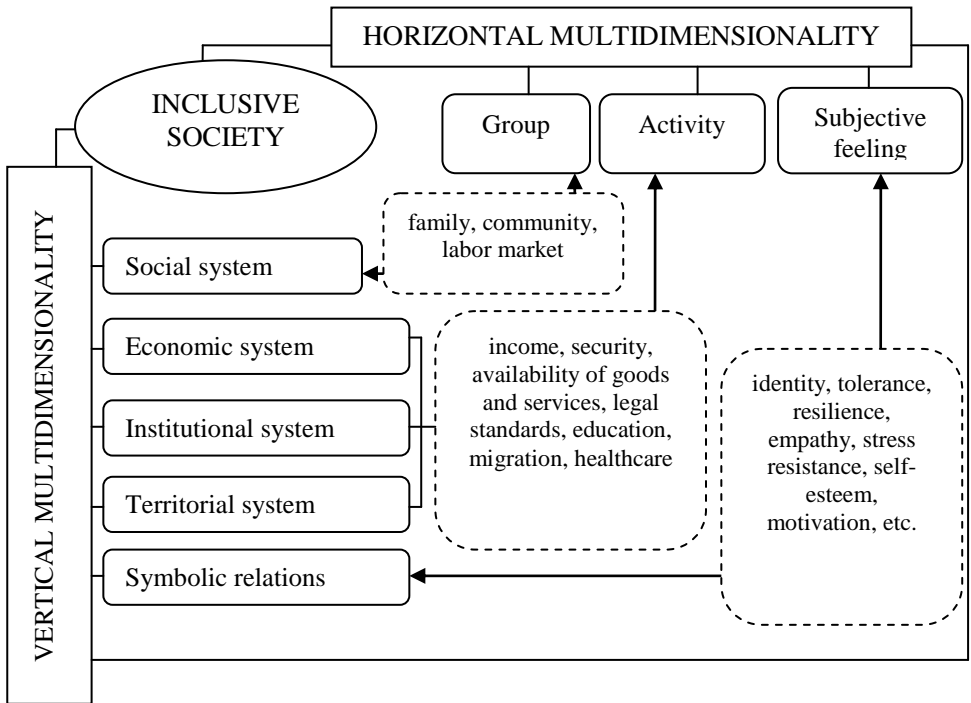 HORIZONTAL MULTIDIMENSIONALITY
INCLUSIVE
SOCIETY
Group
Activity
Subjective
feeling
VERTICAL MULTIDIMENSIONALITY
family, community,
labor market
Social system
Economic system
Institutional system
Territorial system
Symbolic relations
income, security,
availability of goods
and services, legal
standards, education,
migration, healthcare
identity, tolerance,
resilience,
empathy, stress
resistance, self-
esteem,
motivation, etc.